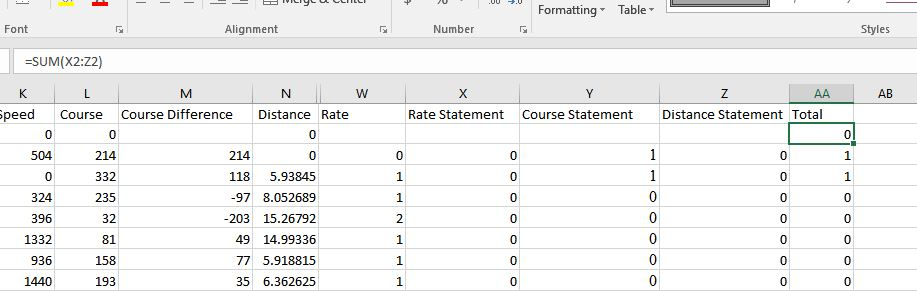 Merge & Center
$ % .00 .0
Formatting Table
Font Alignment Number Styles
=SUM(X2:Z2)
K L M N W X Y Z AA AB
Speed Course Course Difference Distance Rate Rate Statement Course Statement Distance Statement Total
0 0 0 0
504 214 214 0 0 0 1 0 1
0 332 118 5.93845 1 0 1 0 1
324 235 -97 8.052689 1 0 0 0 0
396 32 -203 15.26792 2 0 0 0 0
1332 81 49 14.99336 1 0 0 0 0
936 158 77 5.918815 1 0 0 0 0
1440 193 35 6.362625 1 0 0 0 0